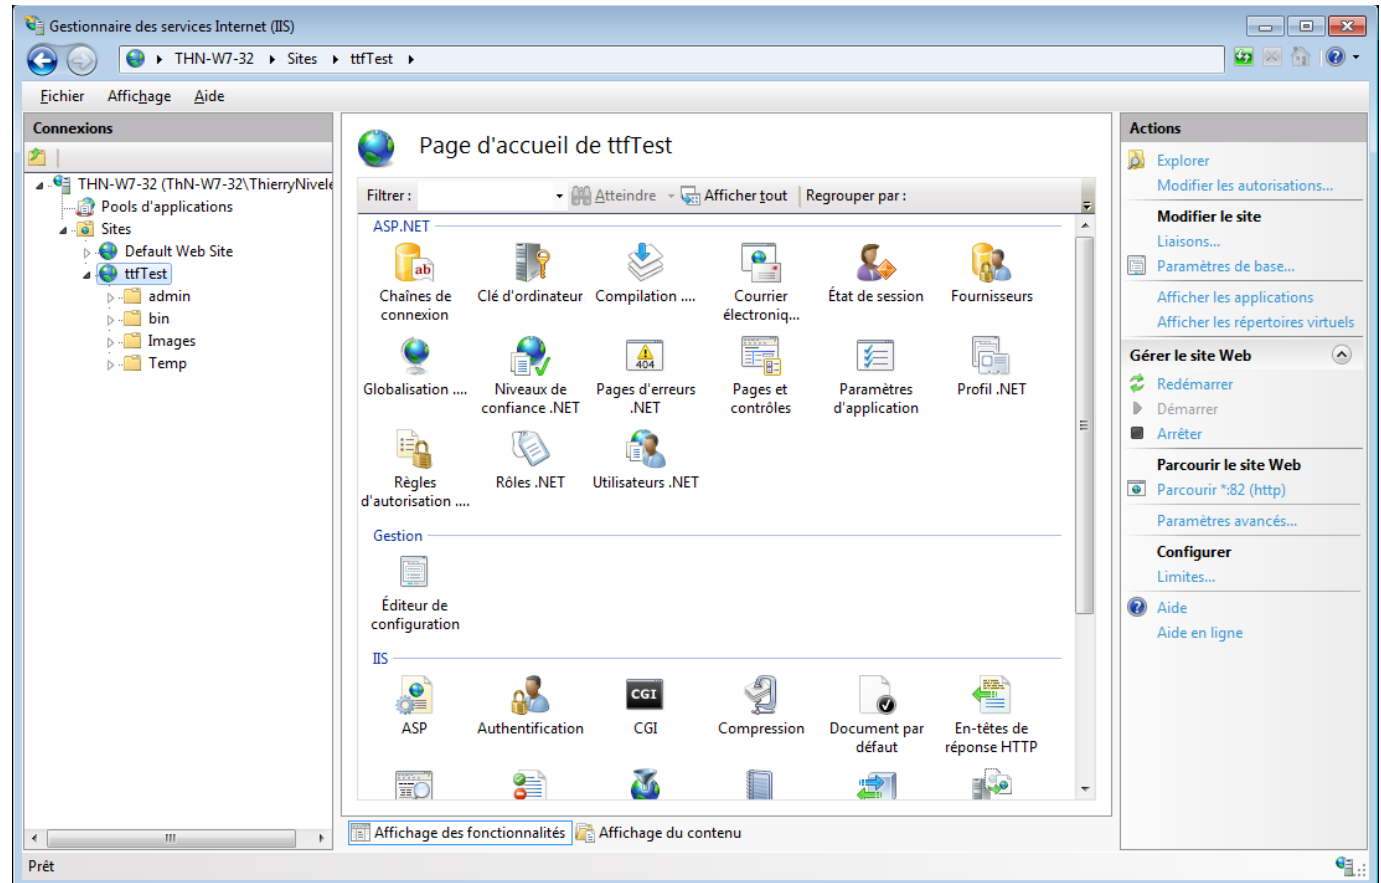 Gestionnaire des services Internet (IIS)
THN-W7-32 Sites ttfTest
Fichier Affichage Aide
Connexions
THN-W7-32 (ThN-W7-32\ThierryNivele
Pools d'applications
Sites
Default Web Site
ttfTest
admin
bin
Images
Temp
Page d'accueil de ttfTest
Filtrer : Atteindre Afficher tout Regrouper par :
ASP.NET
ab
Chaînes de connexion
Clé d'ordinateur
Compilation ....
Courrier électroniq...
État de session
Fournisseurs
404
Globalisation ....
Niveaux de confiance .NET
Pages d'erreurs .NET
Pages et contrôles
Paramètres d'application
Profil .NET
Règles d'autorisation ....
Rôles .NET
Utilisateurs .NET
Gestion
Éditeur de configuration
IIS
CGI
ASP
Authentification
CGI
Compression
Document par défaut
En-têtes de réponse HTTP
Affichage des fonctionnalités Affichage du contenu
Actions
Explorer
Modifier les autorisations...
Modifier le site
Liaisons...
Paramètres de base...
Afficher les applications
Afficher les répertoires virtuels
Gérer le site Web
Redémarrer
Démarrer
Arrêter
Parcourir le site Web
Parcourir *:82 (http)
Paramètres avancés...
Configurer
Limites...
Aide
Aide en ligne
Prêt